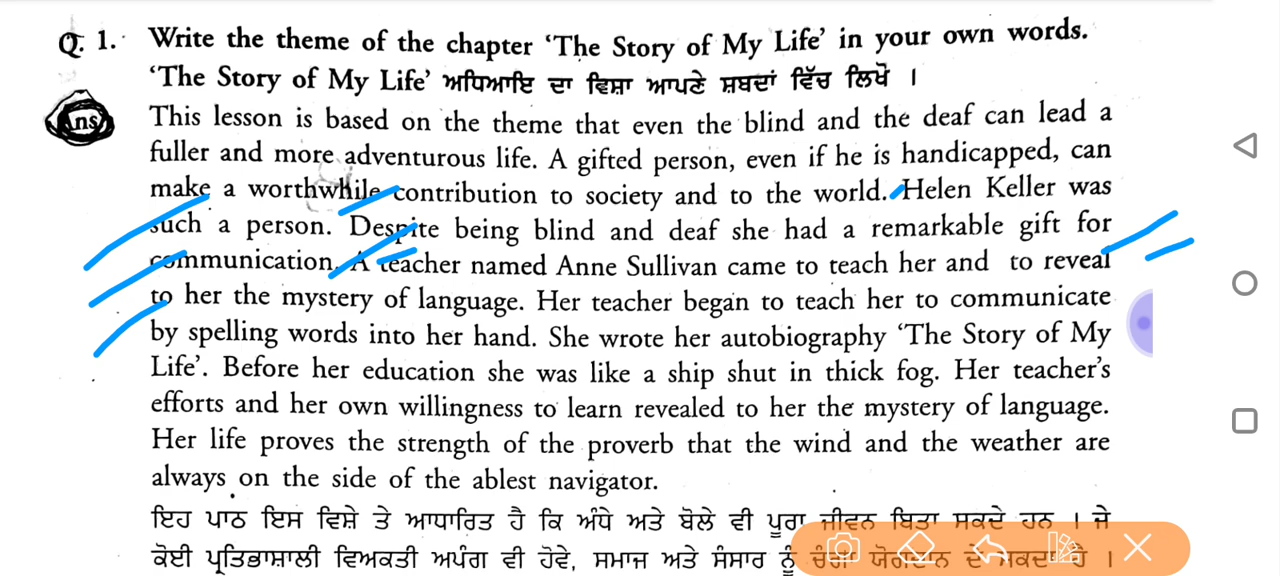 Q. 1. Write the theme of the chapter ‘The Story of My Life’ in your own words.
‘The Story of My Life’ ਅਧਿਆਇ ਦਾ ਵਿਸ਼ਾ ਆਪਣੇ ਸ਼ਬਦਾਂ ਵਿੱਚ ਲਿਖੋ ।
Ans This lesson is based on the theme that even the blind and the deaf can lead a
fuller and more adventurous life. A gifted person, even if he is handicapped, can
make a worthwhile contribution to society and to the world. Helen Keller was
such a person. Despite being blind and deaf she had a remarkable gift for
communication. A teacher named Anne Sullivan came to teach her and to reveal
to her the mystery of language. Her teacher began to teach her to communicate
by spelling words into her hand. She wrote her autobiography ‘The Story of My
Life’. Before her education she was like a ship shut in thick fog. Her teacher’s
efforts and her own willingness to learn revealed to her the mystery of language.
Her life proves the strength of the proverb that the wind and the weather are
always on the side of the ablest navigator.
ਇਹ ਪਾਠ ਇਸ ਵਿਸ਼ੇ ਤੇ ਆਧਾਰਿਤ ਹੈ ਕਿ ਅੰਧੇ ਅਤੇ ਬੋਲੇ ਵੀ ਪੂਰਾ ਜੀਵਨ ਬਿਤਾ ਸਕਦੇ ਹਨ । ਜੇ
ਕੋਈ ਪ੍ਰਤਿਭਾਸ਼ਾਲੀ ਵਿਅਕਤੀ ਅਪੰਗ ਵੀ ਹੋਵੇ, ਸਮਾਜ ਅਤੇ ਸੰਸਾਰ ਨੂੰ ਚੰਗਾ ਯੋਗਦਾਨ ਦੇ ਸਕਦਾ ਹੈ ।